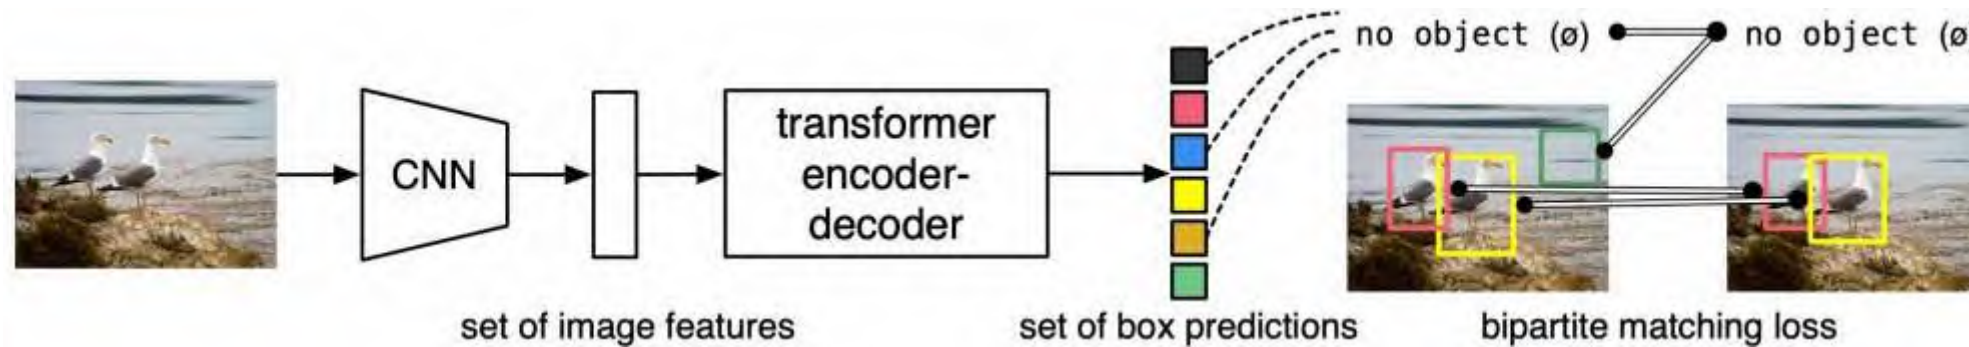 no object (ø) no object (ø
CNN
transformer
encoder-
decoder
set of image features
set of box predictions
bipartite matching loss